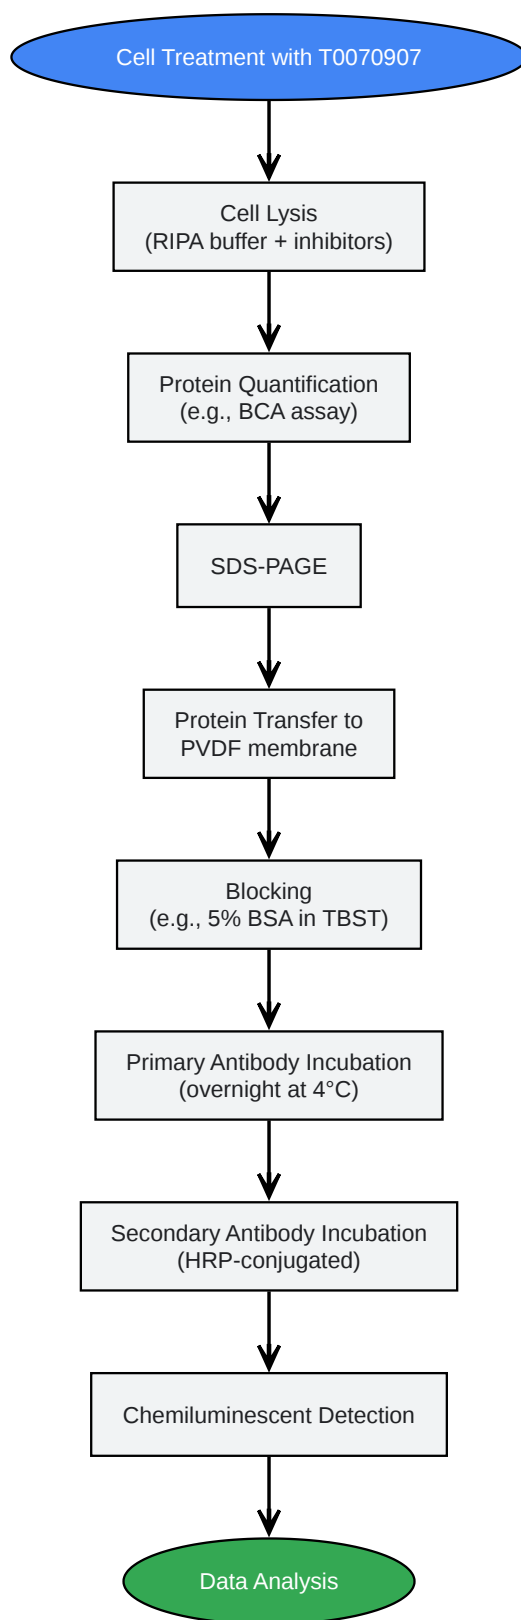 Cell Treatment with T0070907
Cell Lysis
(RIPA buffer + inhibitors)
Protein Quantification
(e.g., BCA assay)
SDS-PAGE
Protein Transfer to
PVDF membrane
Blocking
(e.g., 5% BSA in TBST)
Primary Antibody Incubation
(overnight at 4°C)
Secondary Antibody Incubation
(HRP-conjugated)
Chemiluminescent Detection
Data Analysis